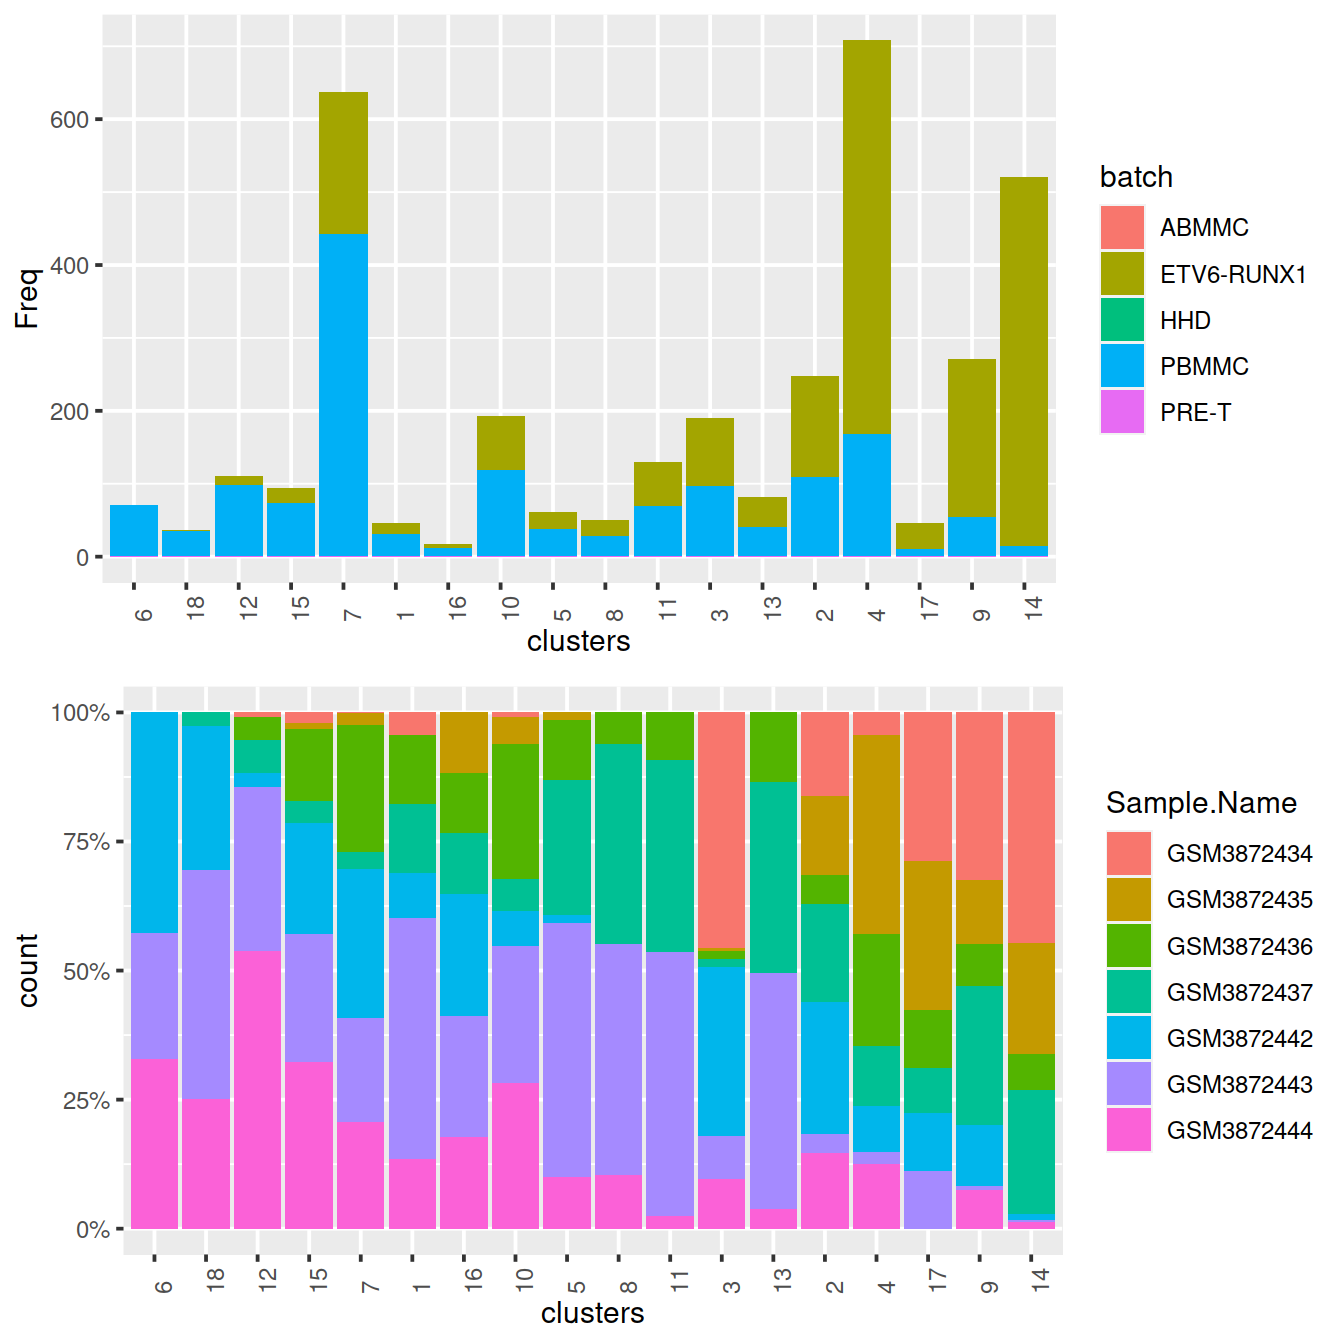 600
400
200
0
Freq
6 18 12 15 7 1 16 10 5 8 11 3 13 2 4 17 9 14
clusters
batch
ABMMC
ETV6-RUNX1
HHD
PBMMC
PRE-T
100%
75%
50%
25%
0%
count
6 18 12 15 7 1 16 10 5 8 11 3 13 2 4 17 9 14
clusters
Sample.Name
GSM3872434
GSM3872435
GSM3872436
GSM3872437
GSM3872442
GSM3872443
GSM3872444